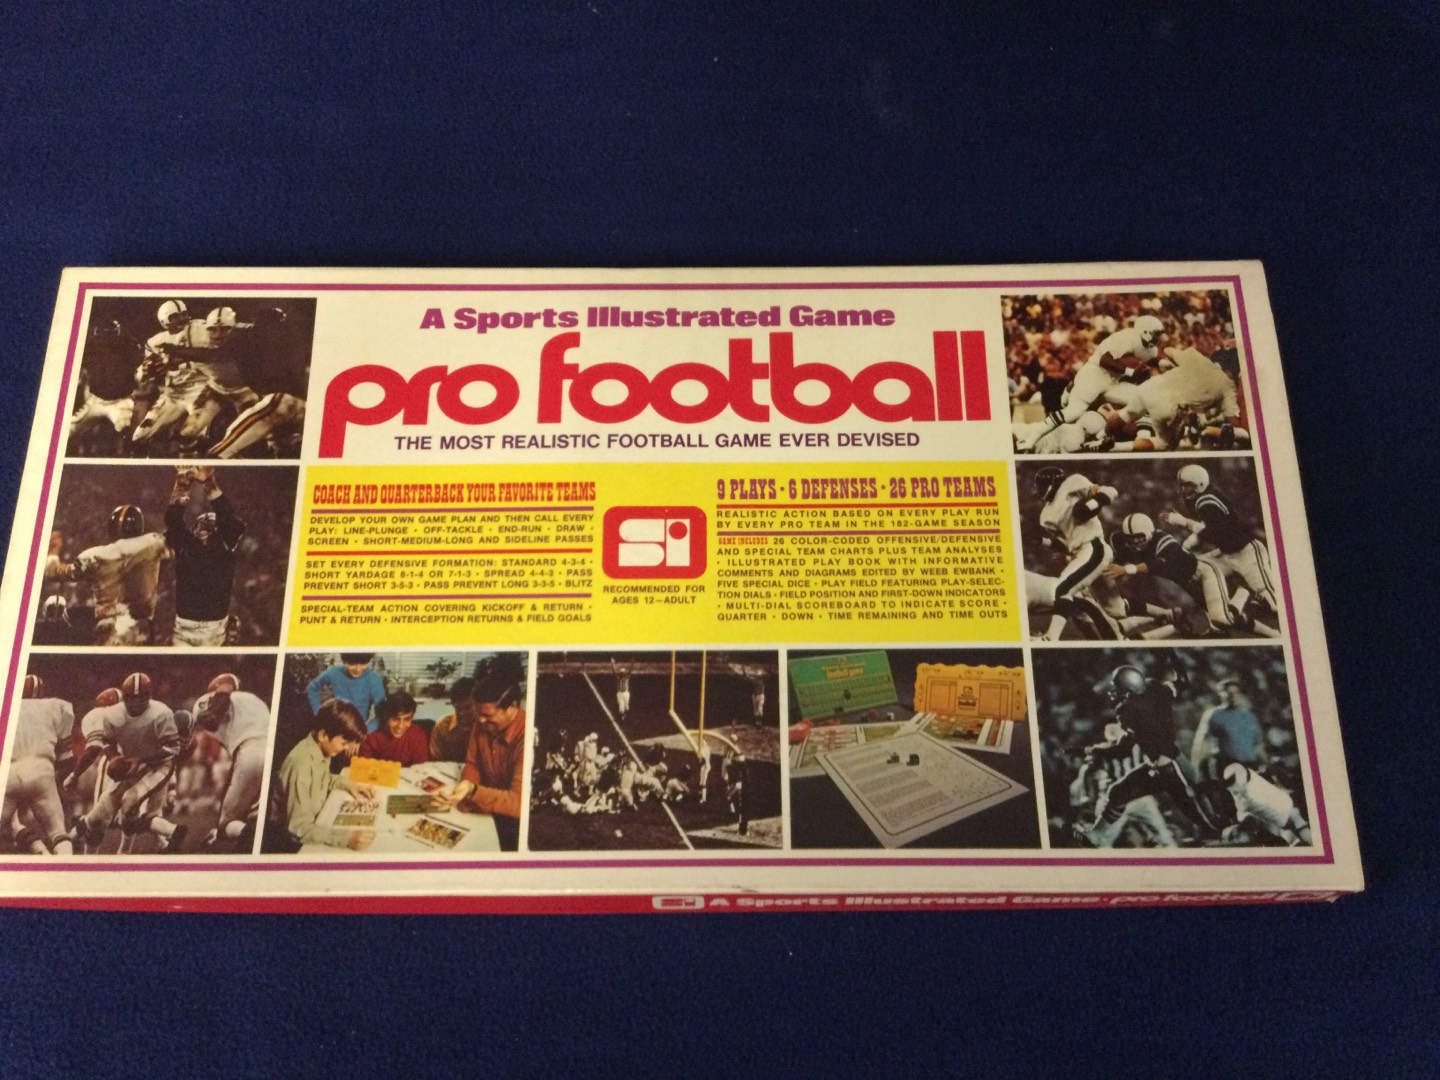 A Sports Illustrated Game
pro football
THE MOST REALISTIC FOOTBALL GAME EVER DEVISED
COACH AND QUARTERBACK YOUR FAVORITE TEAMS
DEVELOP YOUR OWN GAME PLAN AND THEN CALL EVERY
PLAY: LINE-PLUNGE · OFF-TACKLE · END-RUN · DRAW ·
SCREEN · SHORT-MEDIUM-LONG AND SIDELINE PASSES
SET EVERY DEFENSIVE FORMATION: STANDARD 4-3-4 ·
SHORT YARDAGE 6-1-4 OR 7-1-3 · SPREAD 4-4-3 · PASS
PREVENT SHORT 3-5-3 · PASS PREVENT LONG 3-3-5 · BLITZ
SPECIAL-TEAM ACTION COVERING KICKOFF & RETURN ·
PUNT & RETURN · INTERCEPTION RETURNS & FIELD GOALS
SI
RECOMMENDED FOR
AGES 12—ADULT
9 PLAYS · 6 DEFENSES · 26 PRO TEAMS
REALISTIC ACTION BASED ON EVERY PLAY RUN
BY EVERY PRO TEAM IN THE 182-GAME SEASON
GAME INCLUDES 26 COLOR-CODED OFFENSIVE/DEFENSIVE
AND SPECIAL TEAM CHARTS PLUS TEAM ANALYSES
· ILLUSTRATED PLAY BOOK WITH INFORMATIVE
COMMENTS AND DIAGRAMS EDITED BY WEEB EWBANK ·
FIVE SPECIAL DICE · PLAY FIELD FEATURING PLAY-SELEC-
TION DIALS · FIELD POSITION AND FIRST-DOWN INDICATORS
· MULTI-DIAL SCOREBOARD TO INDICATE SCORE ·
QUARTER · DOWN · TIME REMAINING AND TIME OUTS
SI A Sports Illustrated Game · pro football